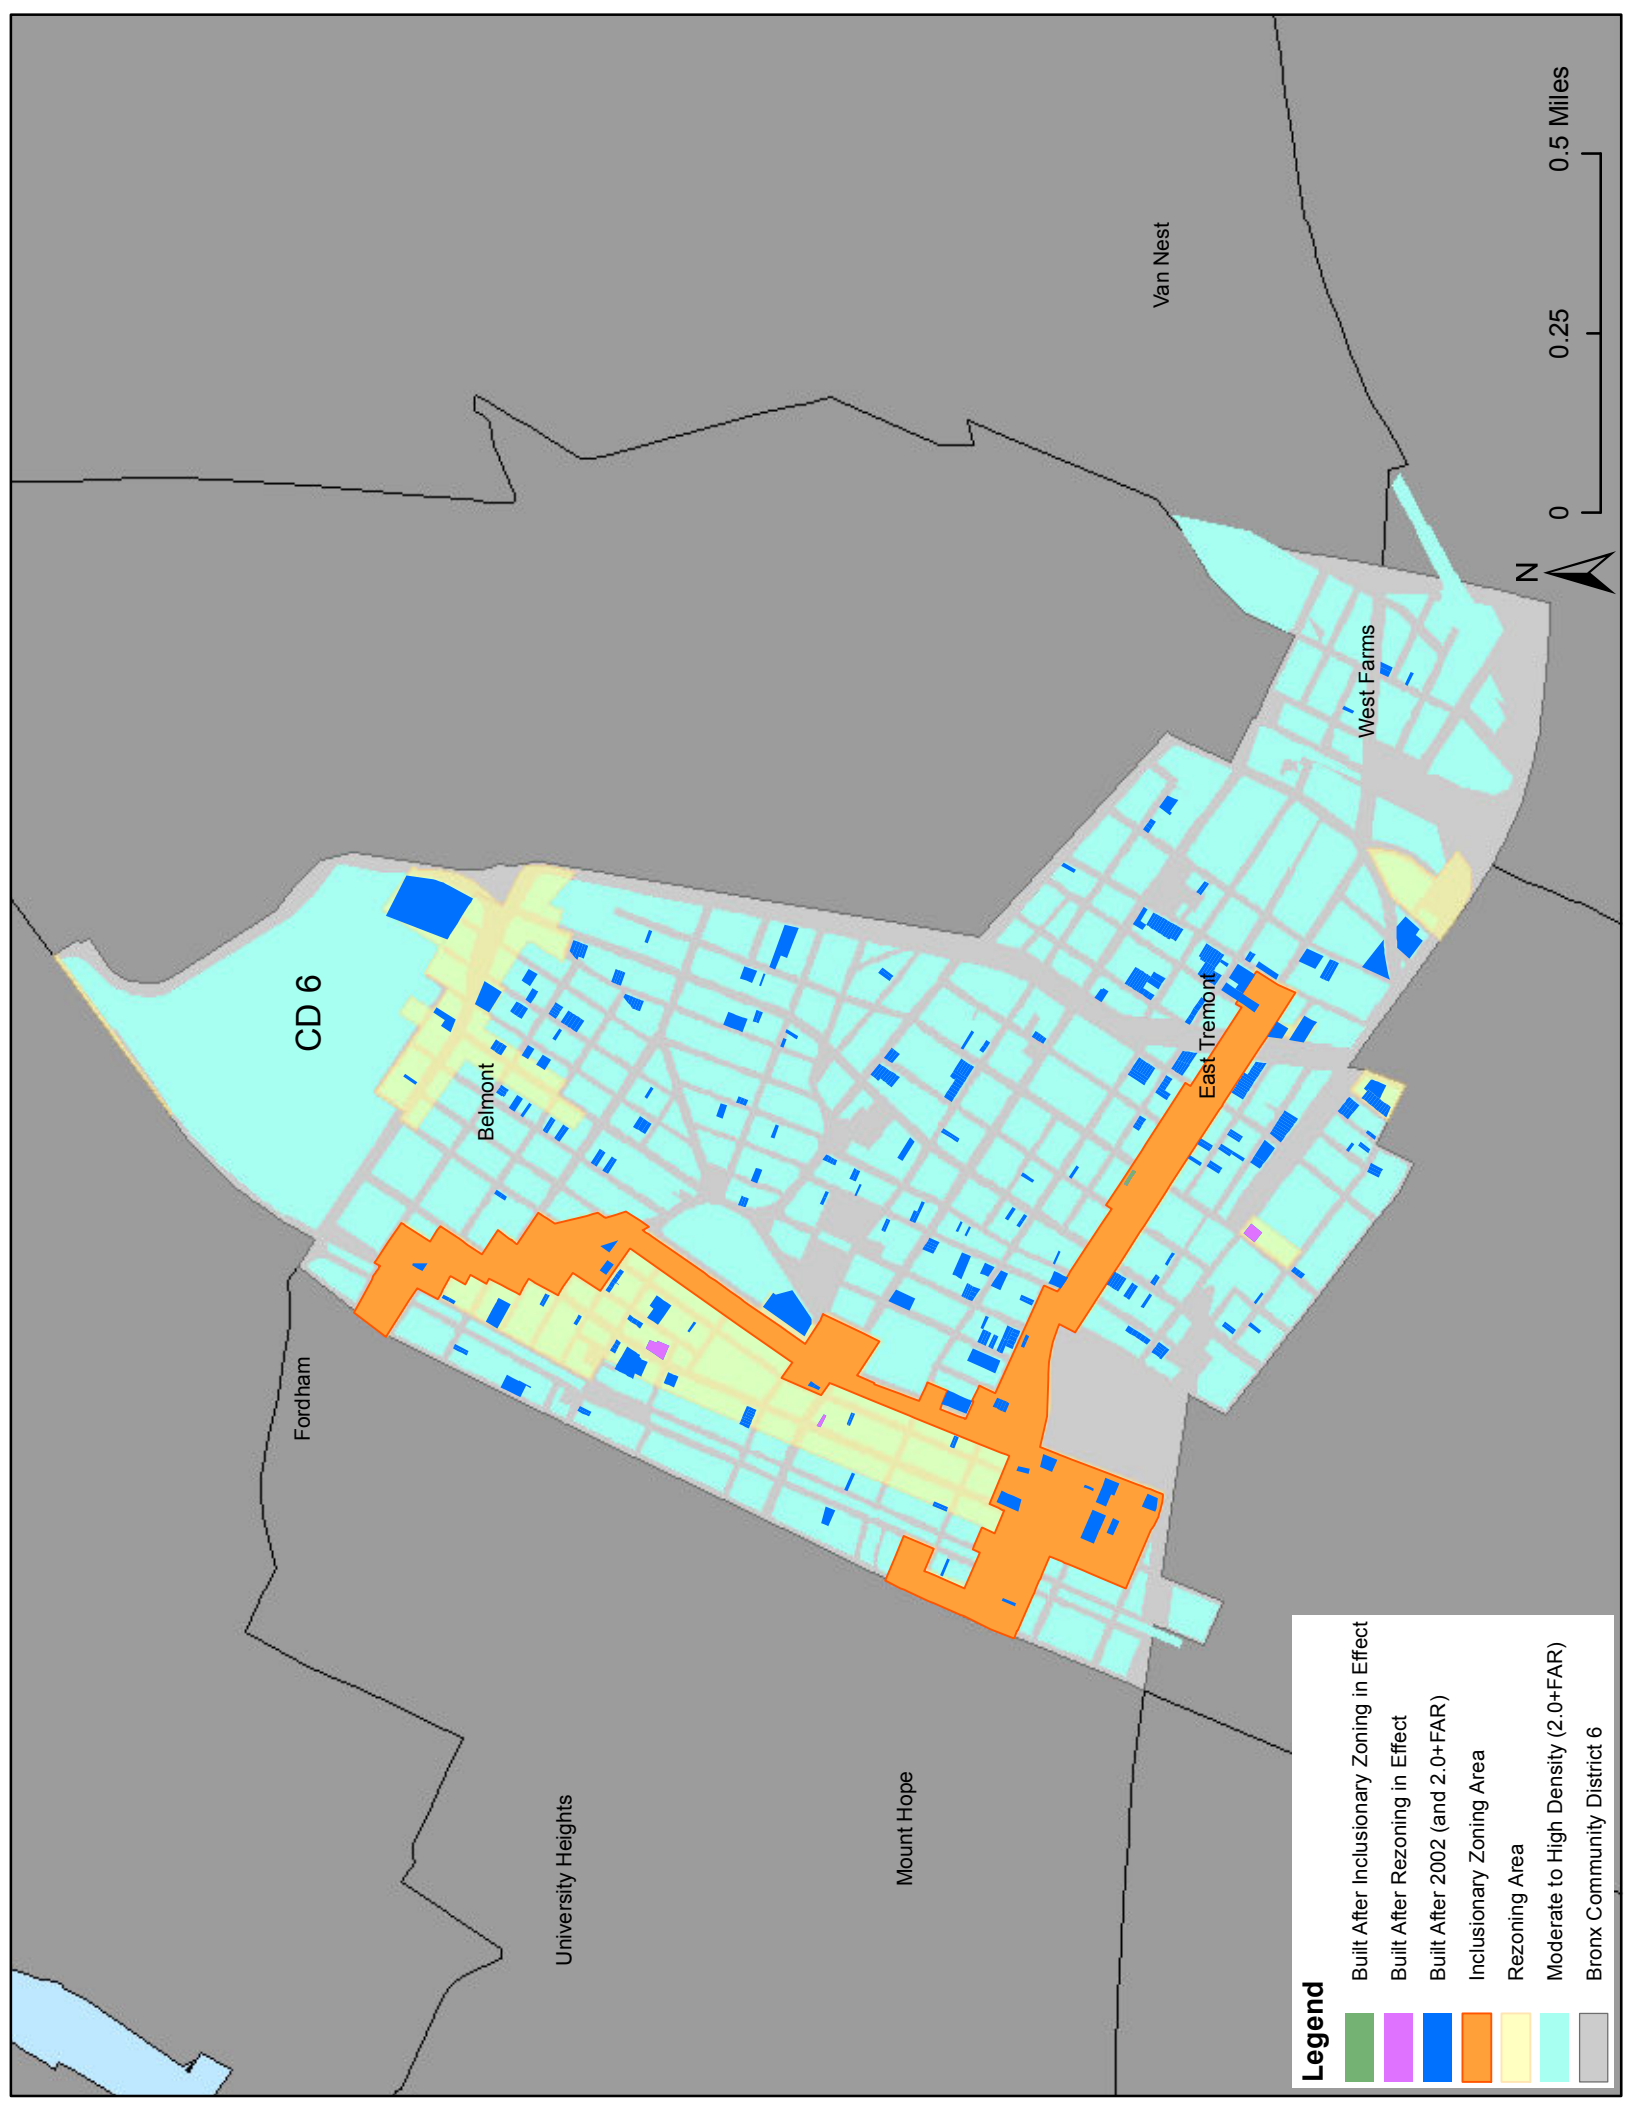 CD 6
Belmont
Fordham
University Heights
Mount Hope
East Tremont
West Farms
Van Nest
N
0 0.25 0.5 Miles
Legend
Built After Inclusionary Zoning in Effect
Built After Rezoning in Effect
Built After 2002 (and 2.0+FAR)
Inclusionary Zoning Area
Rezoning Area
Moderate to High Density (2.0+FAR)
Bronx Community District 6